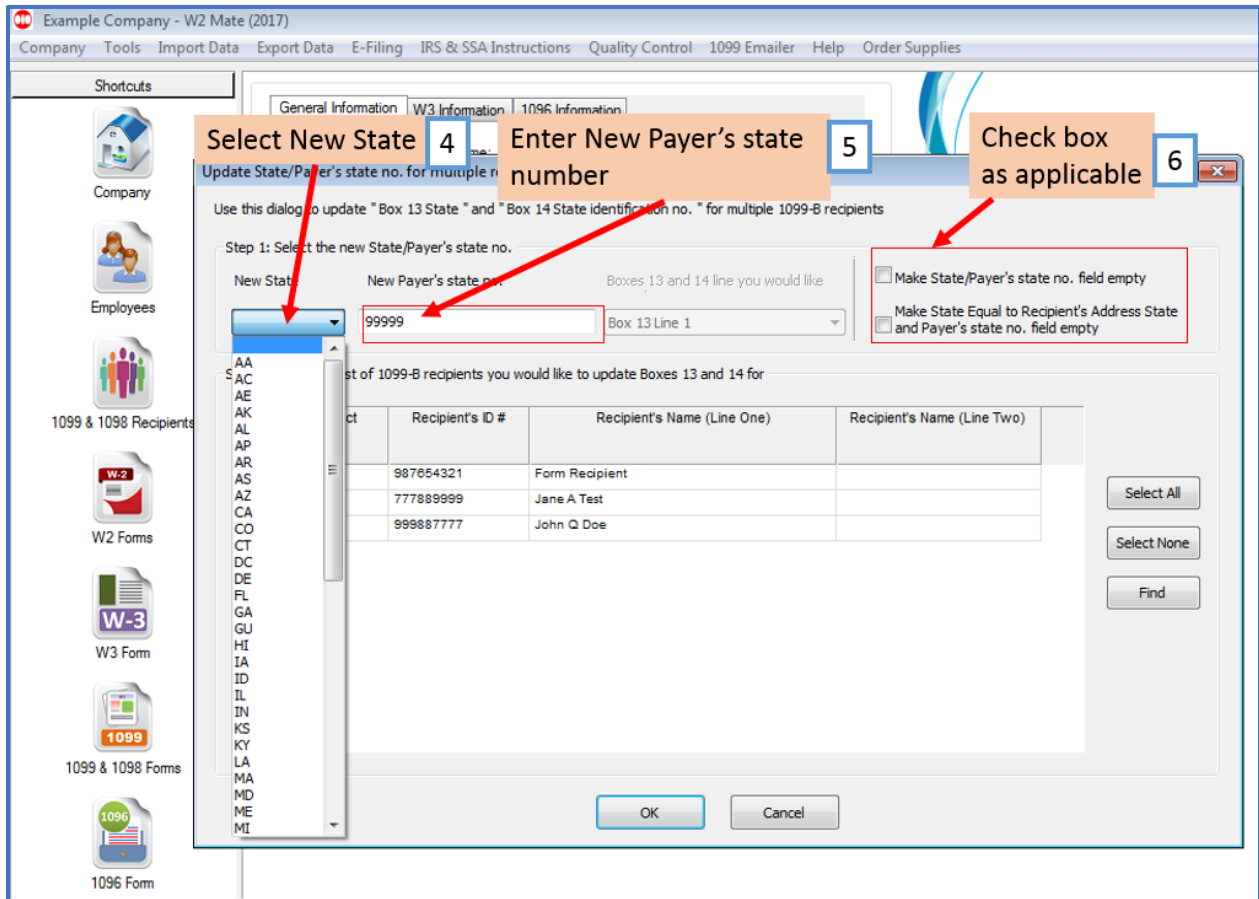 Example Company - W2 Mate (2017)
Company Tools Import Data Export Data E-Filing IRS & SSA Instructions Quality Control 1099 Emailer Help Order Supplies
Shortcuts
Company
Employees
1099 & 1098 Recipients
W-2
W2 Forms
W-3
W3 Form
1099
1099 & 1098 Forms
1096
1096 Form
General Information W3 Information 1096 Information
Select New State 4
Enter New Payer's state
number
5
Check box
as applicable
6
Update State/Payer's state no. for multiple
Use this dialog to update "Box 13 State " and "Box 14 State identification no. " for multiple 1099-B recipients
Step 1: Select the new State/Payer's state no.
New State New Payer's state no. Boxes 13 and 14 line you would like
99999 Box 13 Line 1
Make State/Payer's state no. field empty
Make State Equal to Recipient's Address State
and Payer's state no. field empty
AA
AC
AE
AK
AL
AP
AR
AS
AZ
CA
CO
CT
DC
DE
FL
GA
GU
HI
IA
ID
IL
IN
KS
KY
LA
MA
MD
ME
MI
of 1099-B recipients you would like to update Boxes 13 and 14 for
Recipient's ID # Recipient's Name (Line One) Recipient's Name (Line Two)
987654321 Form Recipient
777889999 Jane A Test
999887777 John Q Doe
Select All
Select None
Find
OK Cancel